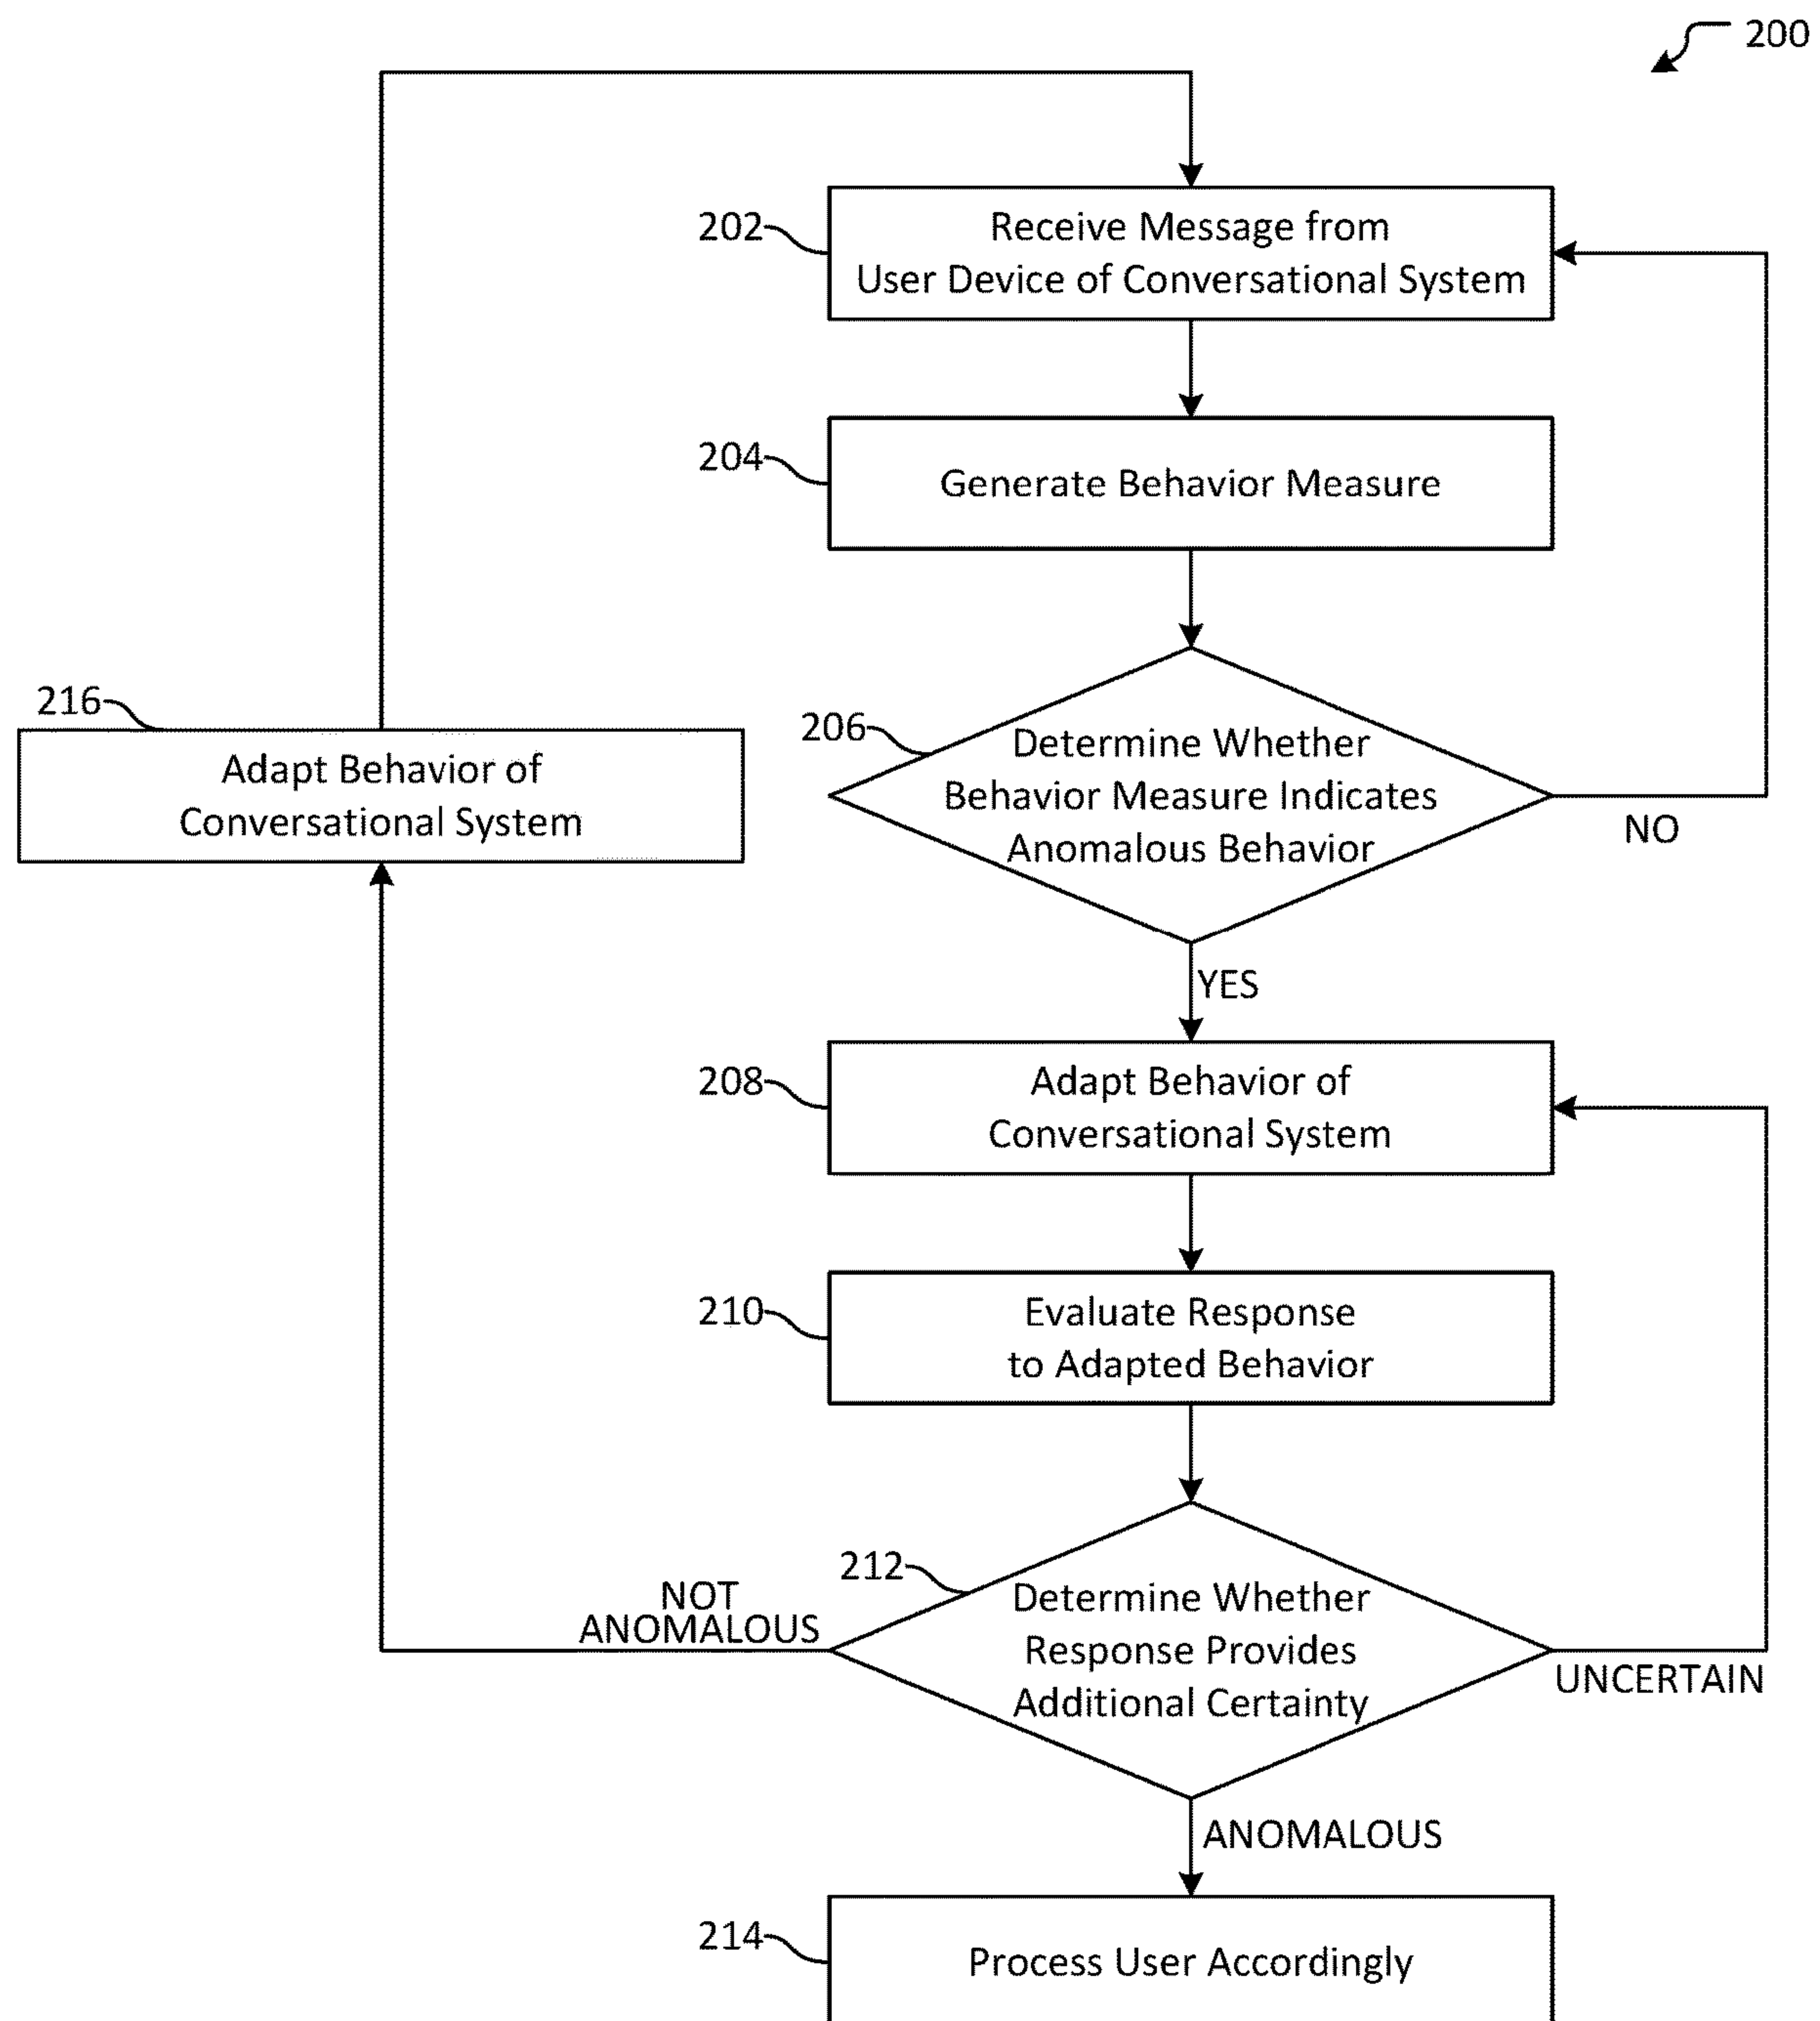 200
202
Receive Message from
User Device of Conversational System
204
Generate Behavior Measure
216
Adapt Behavior of
Conversational System
206
Determine Whether
Behavior Measure Indicates
Anomalous Behavior
NO
YES
208
Adapt Behavior of
Conversational System
210
Evaluate Response
to Adapted Behavior
212
Determine Whether
Response Provides
Additional Certainty
NOT
ANOMALOUS
UNCERTAIN
ANOMALOUS
214
Process User Accordingly